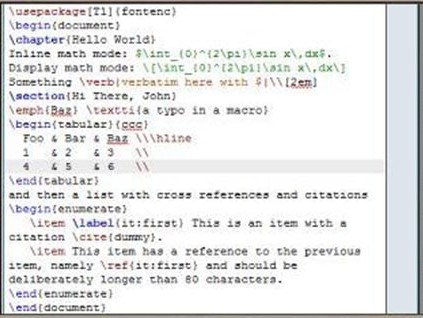 \usepackage[T1]{fontenc}
\begin{document}
\chapter{Hello World}
Inline math mode: $\int_{0}^{2\pi}\sin x\,dx$.
Display math mode: \[\int_{0}^{2\pi}\sin x\,dx\]
Something \verb|verbatim here with $|\\[2em]
\section{Hi There, John}
\emph{Baz} \textti{a typo in a macro}
\begin{tabular}{ccc}
Foo & Bar & Baz \\\hline
1 & 2 & 3 \\
4 & 5 & 6 \\
\end{tabular}
and then a list with cross references and citations
\begin{enumerate}
\item \label{it:first} This is an item with a
citation \cite{dummy}.
\item This item has a reference to the previous
item, namely \ref{it:first} and should be
deliberately longer than 80 characters.
\end{enumerate}
\end{document}